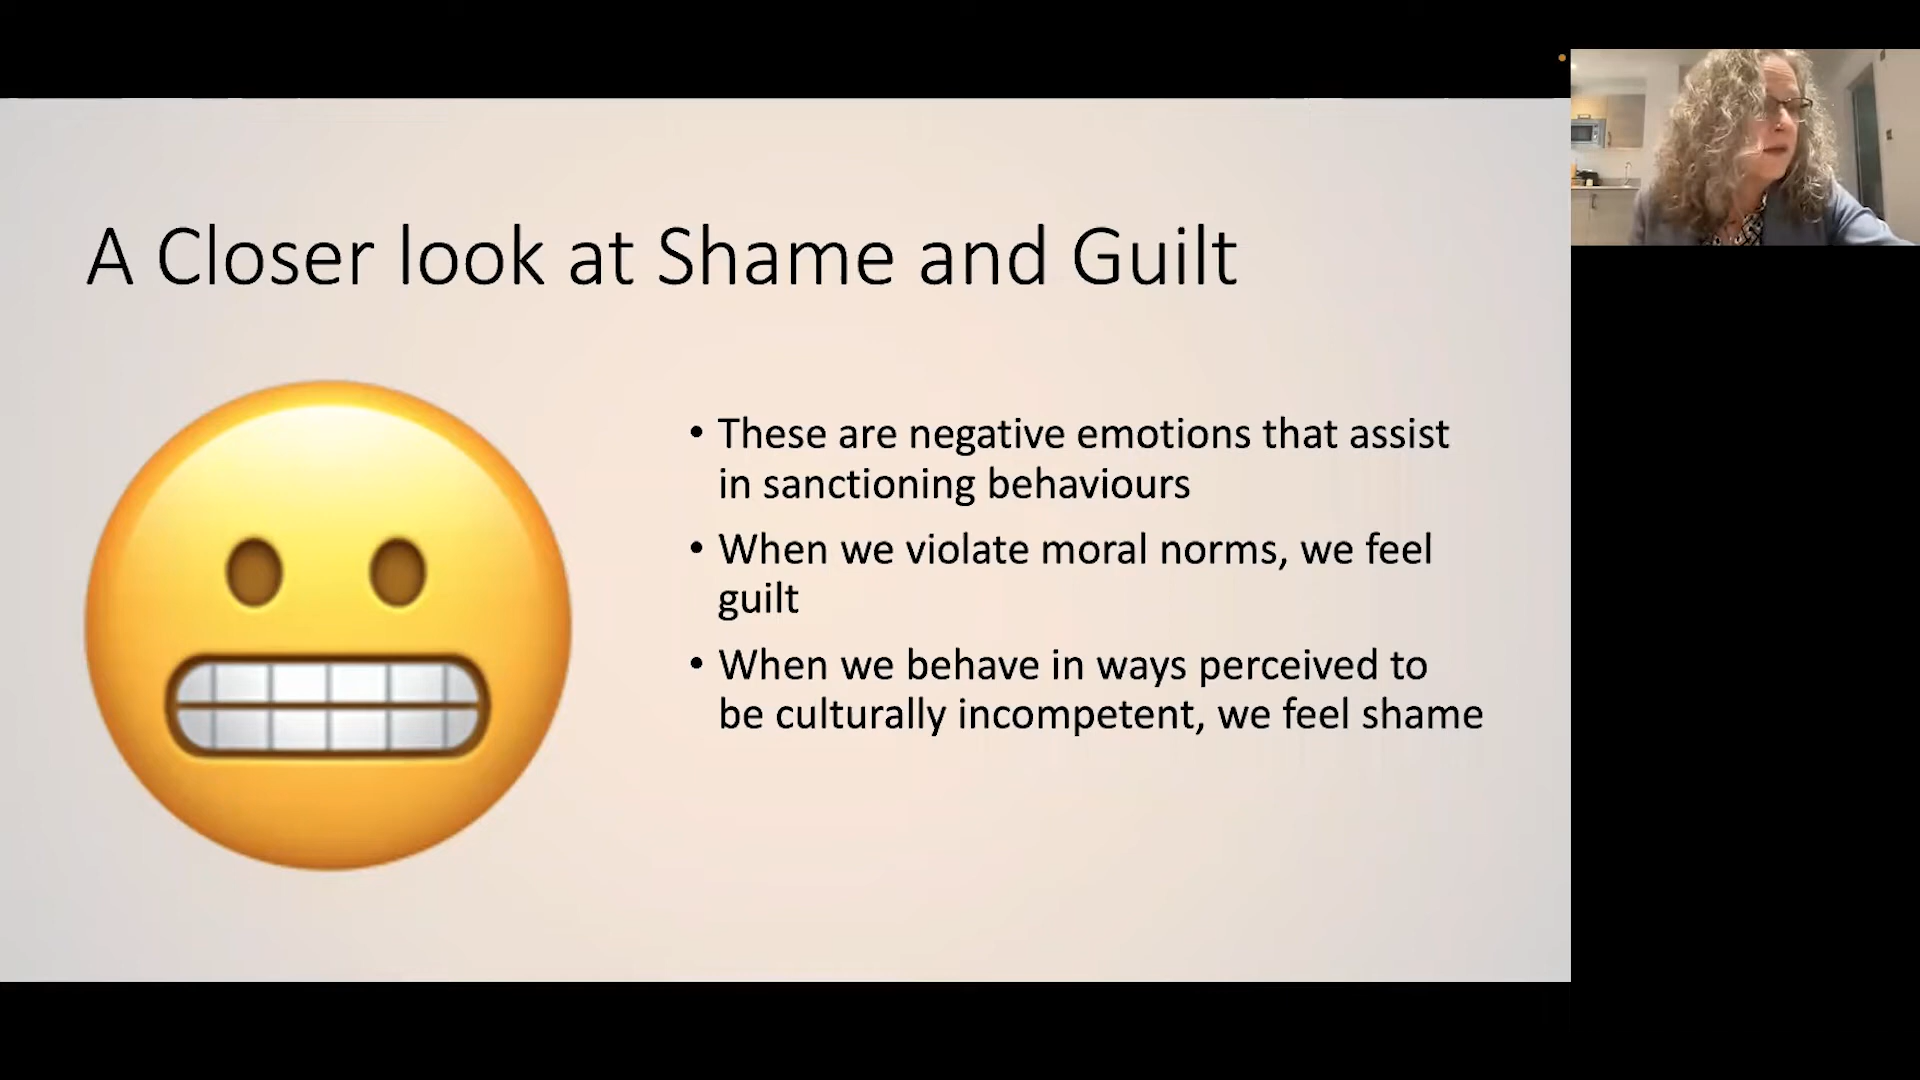 A Closer look at Shame and Guilt
• These are negative emotions that assist
in sanctioning behaviours
• When we violate moral norms, we feel
guilt
• When we behave in ways perceived to
be culturally incompetent, we feel shame